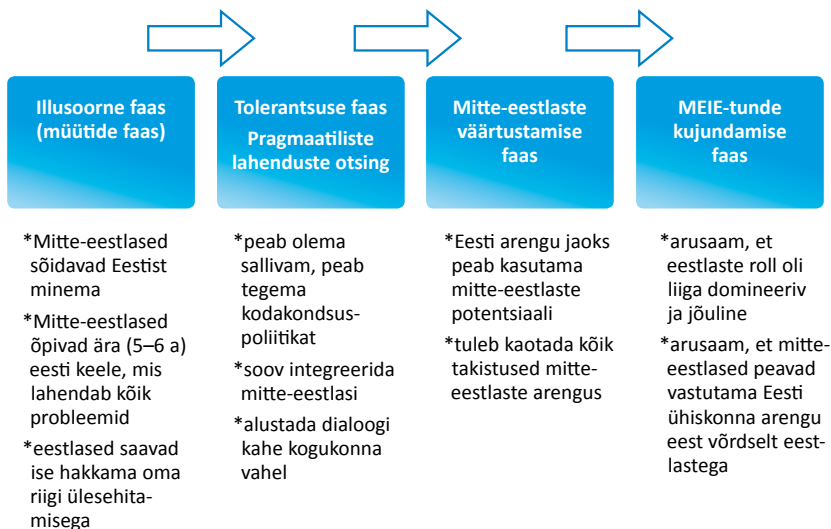 Illusoorne faas
(müütide faas)
Tolerantsuse faas
Pragmaatiliste
lahenduste otsing
Mitte-eestlaste
väärtustamise
faas
MEIE-tunde
kujundamise
faas
*Mitte-eestlased
sõidavad Eestist
minema
*Mitte-eestlased
õpivad ära (5–6 a)
eesti keele, mis
lahendab kõik
probleemid
*eestlased saavad
ise hakkama oma
riigi ülesehita-
misega
*peab olema
sallivam, peab
tegema
kodakondsus-
poliitikat
*soov integreerida
mitte-eestlasi
*alustada dialoogi
kahe kogukonna
vahel
*Eesti arengu jaoks
peab kasutama
mitte-eestlaste
potentsiaali
*tuleb kaotada kõik
takistused mitte-
eestlaste arengus
*arusaam, et
eestlaste roll oli
liiga domineeriv
ja jõuline
*arusaam, et mitte-
eestlased peavad
vastutama Eesti
ühiskonna arengu
eest võrdselt eest-
lastega